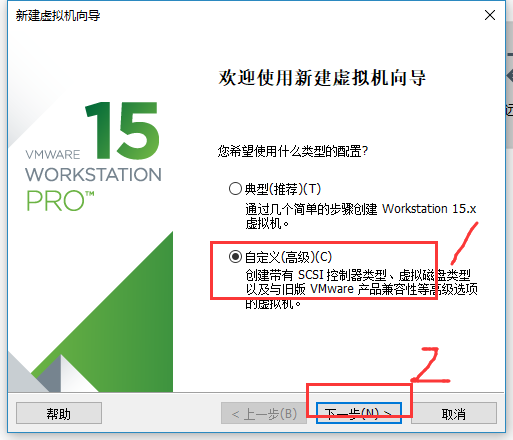 新建虚拟机向导
欢迎使用新建虚拟机向导
15
VMWARE
WORKSTATION
PRO™
您希望使用什么类型的配置?
典型(推荐)(T)
通过几个简单的步骤创建 Workstation 15.x
虚拟机。
自定义(高级)(C)
创建带有 SCSI 控制器类型、虚拟磁盘类型
以及与旧版 VMware 产品兼容性等高级选项
的虚拟机。
1
2
帮助
< 上一步(B)
下一步(N) >
取消